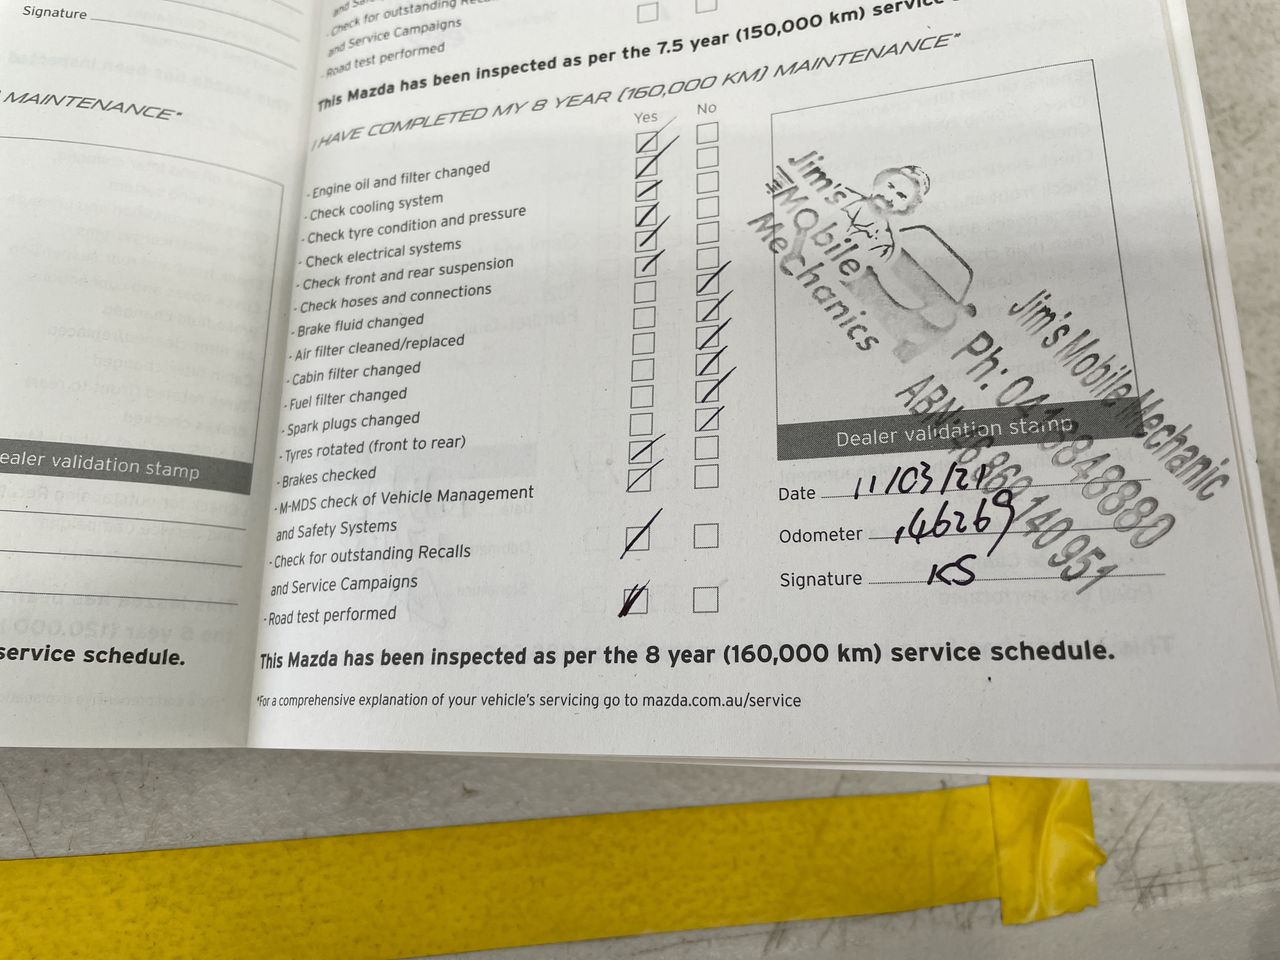 Signature
MAINTENANCE*
ealer validation stamp
service schedule.
and
Check for outstanding
and Service Campaigns
- Road test performed
This Mazda has been inspected as per the 7.5 year (150,000 km) service
I HAVE COMPLETED MY 8 YEAR (160,000 KM) MAINTENANCE*
Yes No
- Engine oil and filter changed
- Check cooling system
- Check tyre condition and pressure
- Check electrical systems
- Check front and rear suspension
- Check hoses and connections
- Brake fluid changed
- Air filter cleaned/replaced
- Cabin filter changed
- Fuel filter changed
- Spark plugs changed
- Tyres rotated (front to rear)
- Brakes checked
- M-MDS check of Vehicle Management
and Safety Systems
- Check for outstanding Recalls
and Service Campaigns
- Road test performed
Jim's
Mobile
Mechanics
Jim's Mobile Mechanic
Dealer validation stamp
Date 11/03/21
Odometer 146269
Signature KS
This Mazda has been inspected as per the 8 year (160,000 km) service schedule.
*For a comprehensive explanation of your vehicle's servicing go to mazda.com.au/service